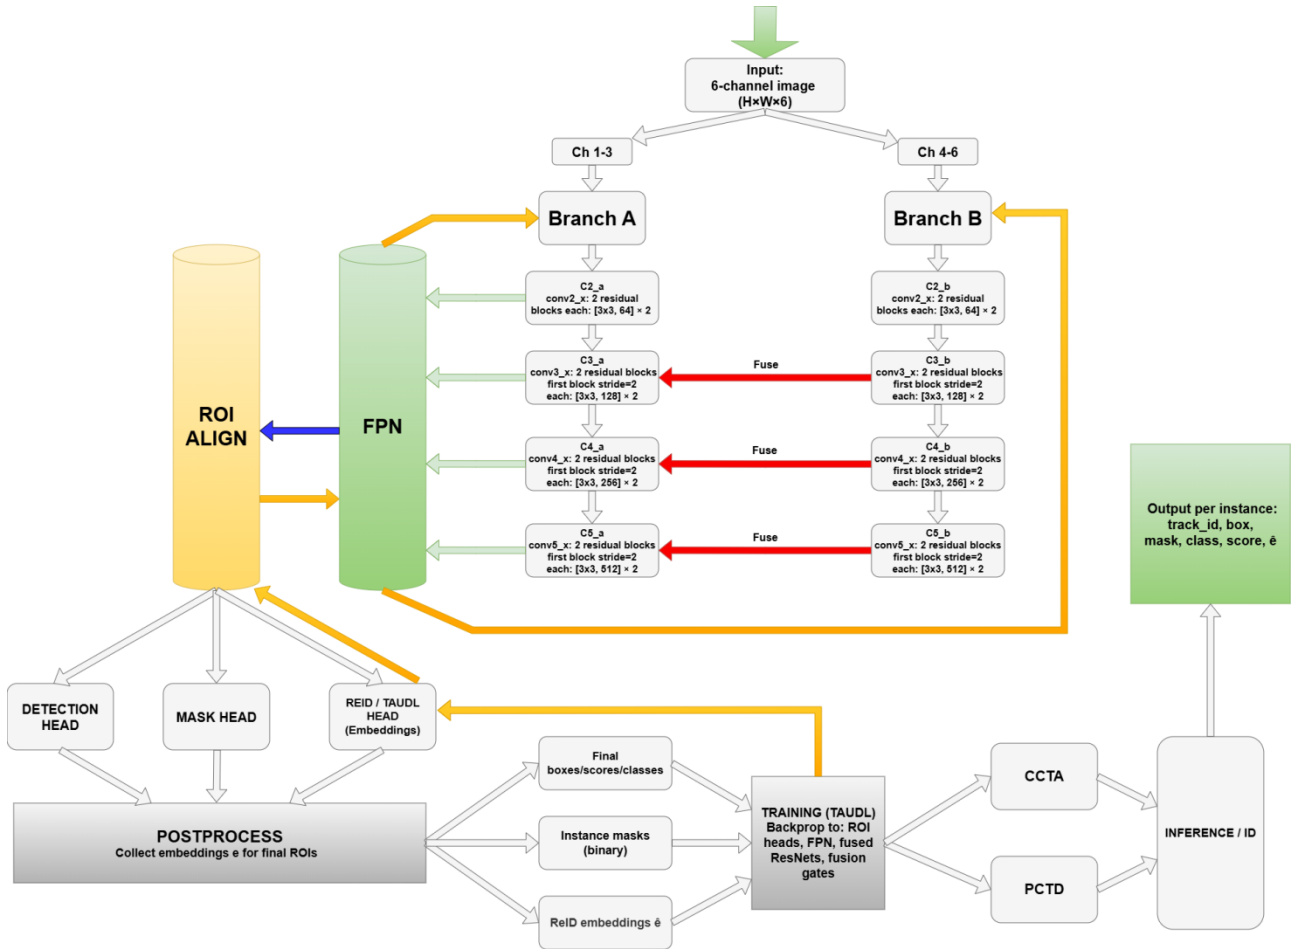 Input:
6-channel image
(H×W×6)
Ch 1-3
Ch 4-6
Branch A
Branch B
C2_a
conv2_x: 2 residual
blocks each: [3x3, 64] × 2
C2_b
conv2_x: 2 residual
blocks each: [3x3, 64] × 2
C3_a
conv3_x: 2 residual blocks
first block stride=2
each: [3x3, 128] × 2
Fuse
C3_b
conv3_x: 2 residual blocks
first block stride=2
each: [3x3, 128] × 2
ROI
ALIGN
FPN
C4_a
conv4_x: 2 residual blocks
first block stride=2
each: [3x3, 256] × 2
Fuse
C4_b
conv4_x: 2 residual blocks
first block stride=2
each: [3x3, 256] × 2
C5_a
conv5_x: 2 residual blocks
first block stride=2
each: [3x3, 512] × 2
Fuse
C5_b
conv5_x: 2 residual blocks
first block stride=2
each: [3x3, 512] × 2
Output per instance:
track_id, box,
mask, class, score, ê
DETECTION
HEAD
MASK HEAD
REID / TAUDL
HEAD
(Embeddings)
POSTPROCESS
Collect embeddings e for final ROIs
Final
boxes/scores/classes
Instance masks
(binary)
ReID embeddings ê
TRAINING (TAUDL)
Backprop to: ROI
heads, FPN, fused
ResNets, fusion
gates
CCTA
PCTD
INFERENCE / ID